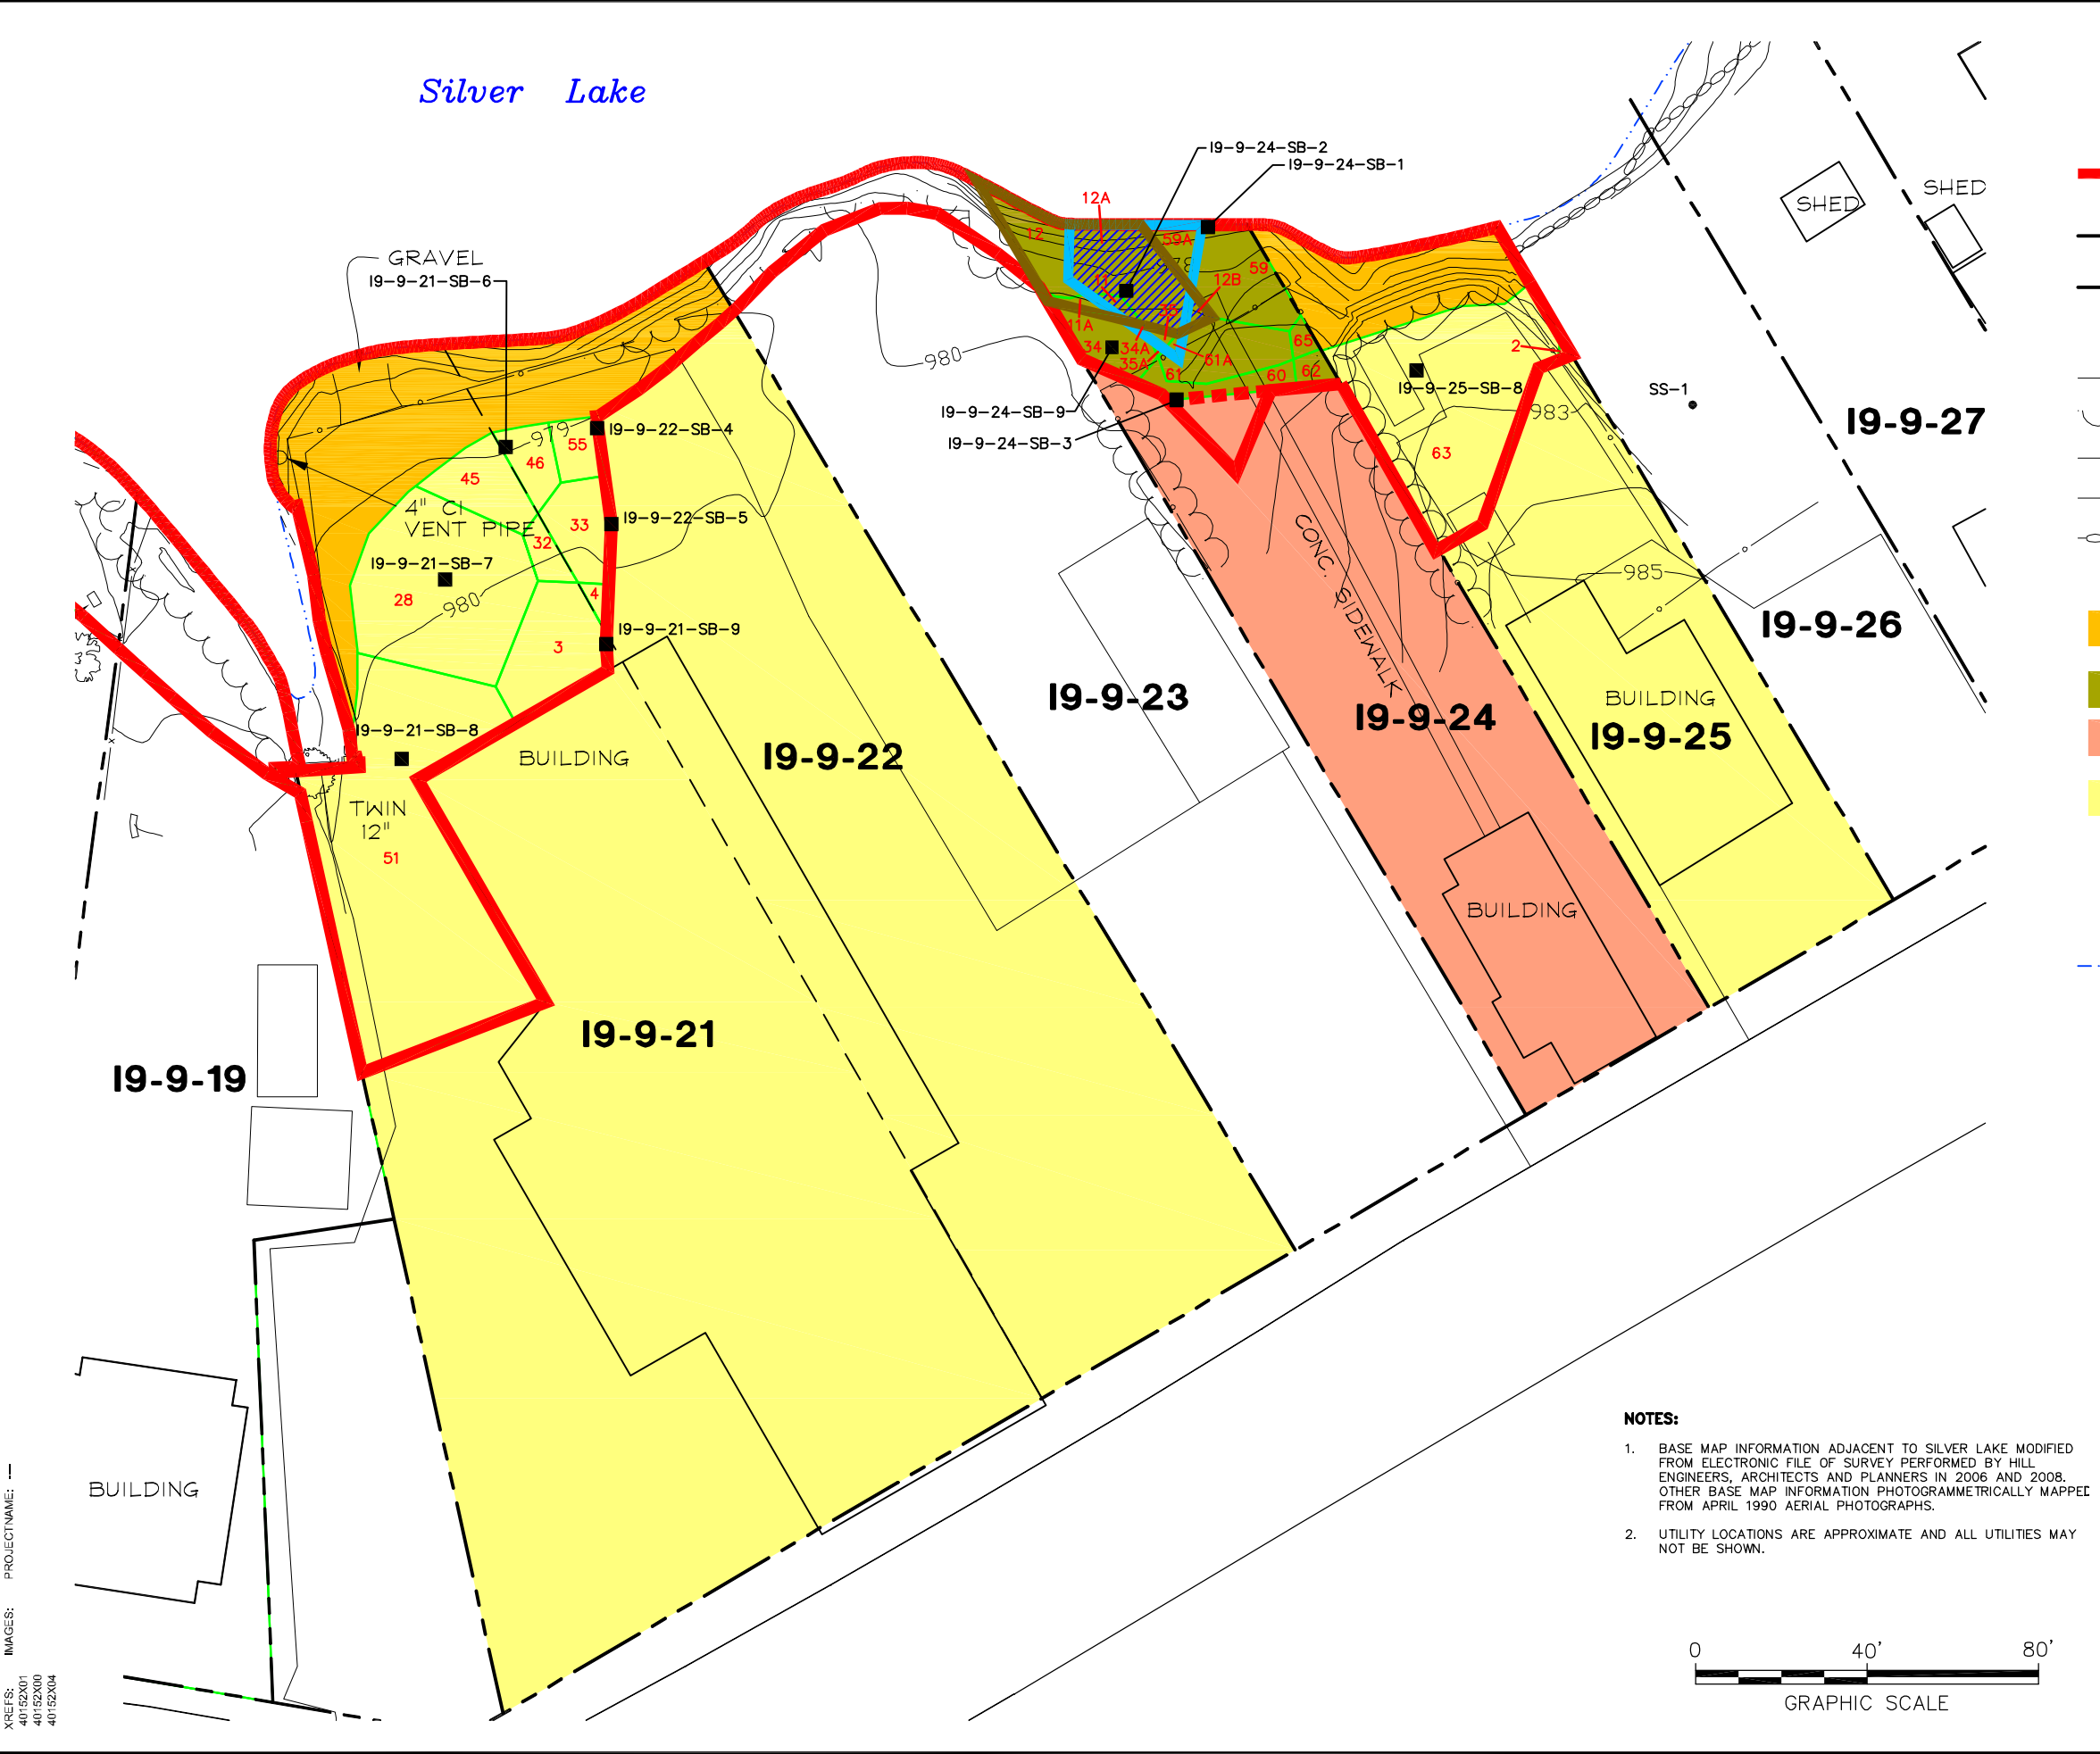 Silver Lake
I9-9-24-SB-2
I9-9-24-SB-1
SHED
SHED
12A
12
59A
59
GRAVEL
I9-9-21-SB-6
12B
11
11A
34
34A
35A
61A
61
65
60
62
2
980
I9-9-25-SB-8
SS-1
I9-9-24-SB-9
983
I9-9-27
I9-9-22-SB-4
979
55
I9-9-24-SB-3
46
63
45
4" CI
VENT PIPE
I9-9-22-SB-5
33
32
CONC. SIDEWALK
I9-9-21-SB-7
985
28
980
4
I9-9-26
I9-9-21-SB-9
3
I9-9-23
BUILDING
I9-9-24
I9-9-21-SB-8
I9-9-25
BUILDING
I9-9-22
TWIN
12"
51
BUILDING
I9-9-21
I9-9-19
BUILDING
NOTES:
1. BASE MAP INFORMATION ADJACENT TO SILVER LAKE MODIFIED
FROM ELECTRONIC FILE OF SURVEY PERFORMED BY HILL
ENGINEERS, ARCHITECTS AND PLANNERS IN 2006 AND 2008.
OTHER BASE MAP INFORMATION PHOTOGRAMMETRICALLY MAPPED
FROM APRIL 1990 AERIAL PHOTOGRAPHS.
2. UTILITY LOCATIONS ARE APPROXIMATE AND ALL UTILITIES MAY
NOT BE SHOWN.
0 40' 80'
GRAPHIC SCALE
XREFS: IMAGES: PROJECTNAME: !--
40152X01
40152X00
40152X04